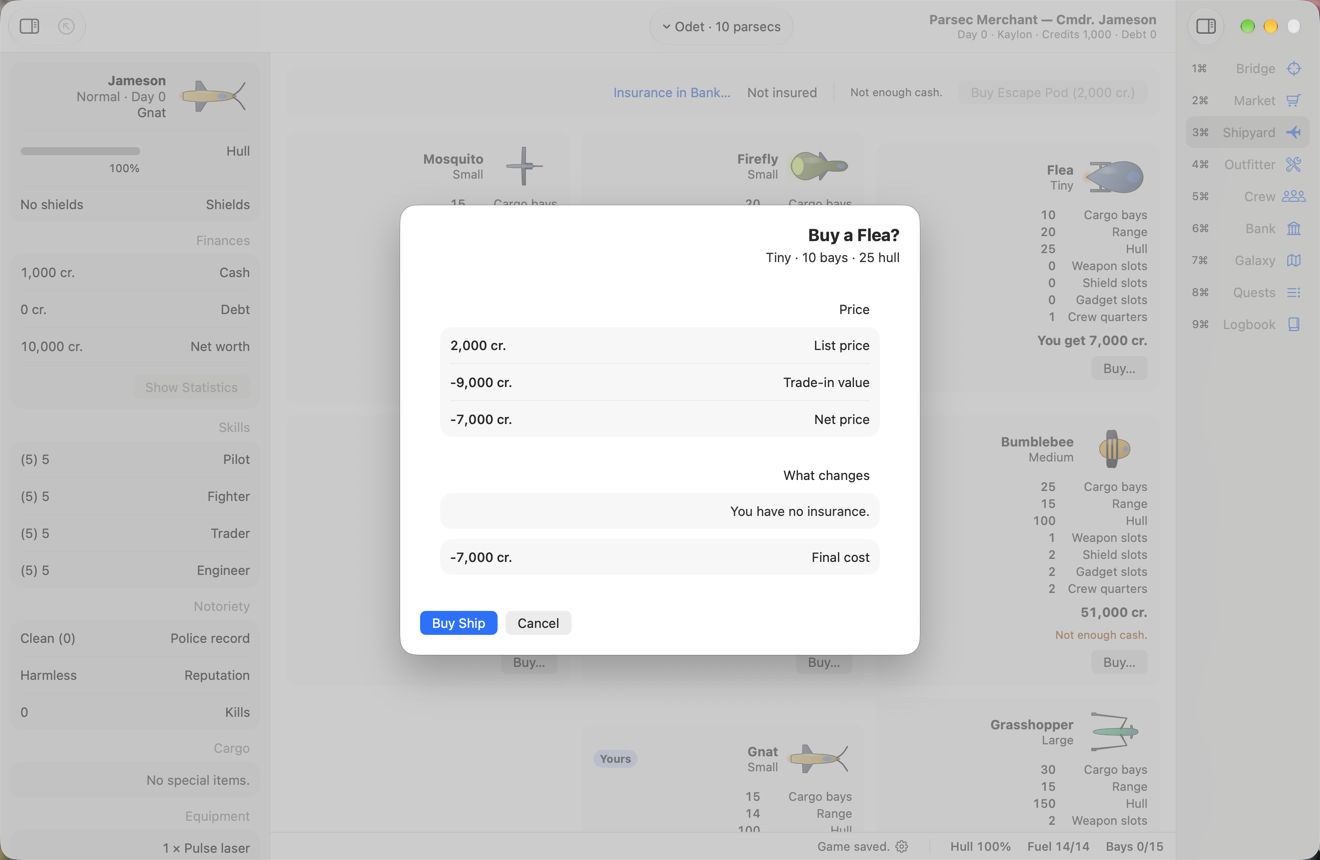 Odet · 10 parsecs
Parsec Merchant — Cmdr. Jameson
Day 0 · Kaylon · Credits 1,000 · Debt 0
Bridge 1⌘
Market 2⌘
Shipyard 3⌘
Outfitter 4⌘
Crew 5⌘
Bank 6⌘
Galaxy 7⌘
Quests 8⌘
Logbook 9⌘
Jameson
Normal · Day 0
Gnat
Hull
100%
Shields No shields
Finances
Cash 1,000 cr.
Debt 0 cr.
Net worth 10,000 cr.
Show Statistics
Skills
Pilot 5 (5)
Fighter 5 (5)
Trader 5 (5)
Engineer 5 (5)
Notoriety
Police record Clean (0)
Reputation Harmless
Kills 0
Cargo
No special items.
Equipment
1 × Pulse laser
Insurance in Bank... Not insured Not enough cash. Buy Escape Pod (2,000 cr.)
Mosquito
Small
Cargo bays 15
Firefly
Small
Cargo bays 20
Flea
Tiny
Cargo bays 10
Range 20
Hull 25
Weapon slots 0
Shield slots 0
Gadget slots 0
Crew quarters 1
You get 7,000 cr.
Buy...
Buy a Flea?
Tiny · 10 bays · 25 hull
Price
List price 2,000 cr.
Trade-in value -9,000 cr.
Net price -7,000 cr.
What changes
You have no insurance.
Final cost -7,000 cr.
Buy Ship Cancel
Bumblebee
Medium
Cargo bays 25
Range 15
Hull 100
Weapon slots 1
Shield slots 2
Gadget slots 2
Crew quarters 2
51,000 cr.
Not enough cash.
Buy...
Buy...
Buy...
Gnat
Small
Yours
Cargo bays 15
Range 14
Hull 100
Grasshopper
Large
Cargo bays 30
Range 15
Hull 150
Weapon slots 2
Game saved. Hull 100% Fuel 14/14 Bays 0/15